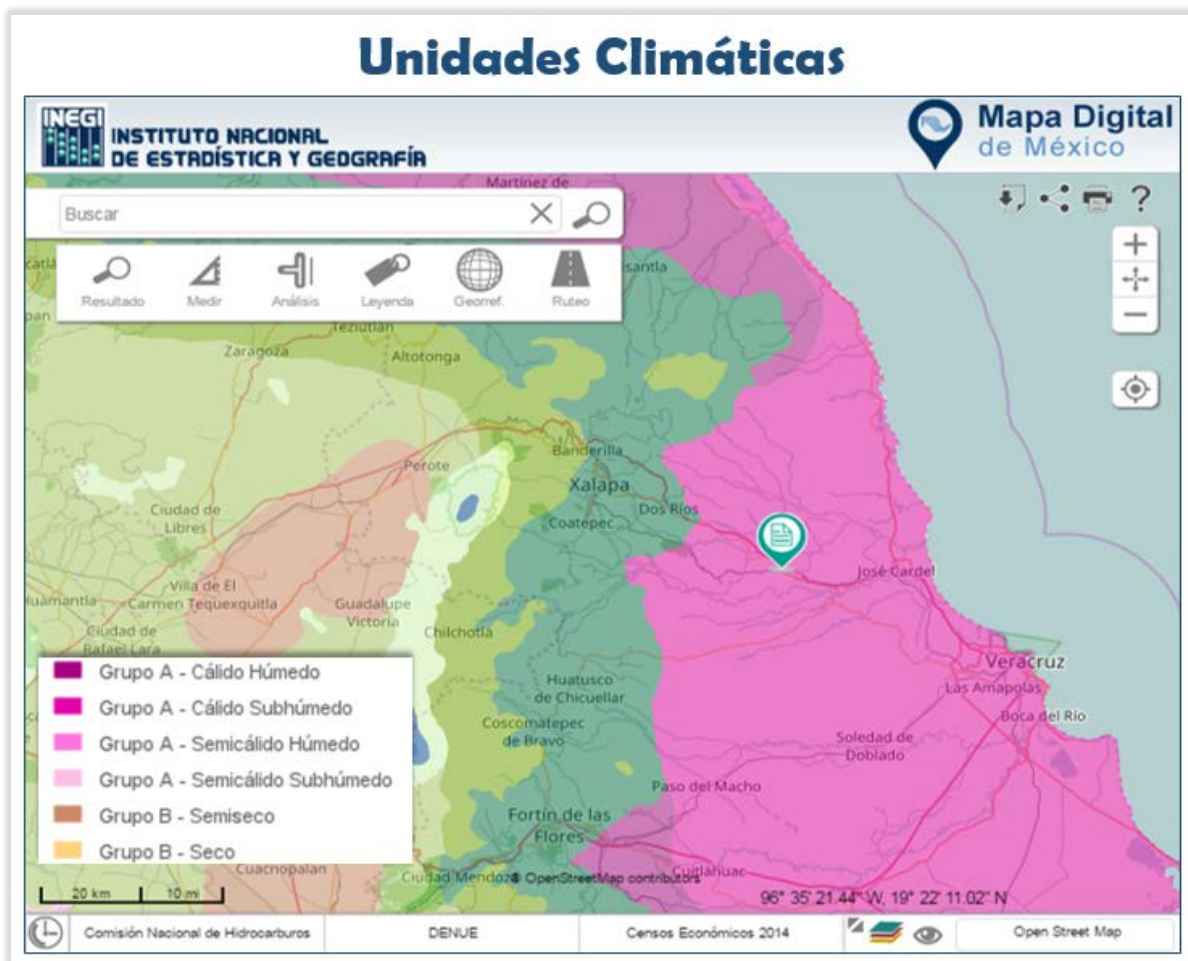 Unidades Climáticas
INEGI
INSTITUTO NACIONAL
DE ESTADÍSTICA Y GEOGRAFÍA
Mapa Digital
de México
Martínez de
Buscar
?
Resultado
Medir
Análisis
Leyenda
Georref.
Ruteo
Teziutlán
Zaragoza
Altotonga
Banderilla
Perote
Xalapa
Ciudad de
Libres
Coatepec
Dos Ríos
José Cardel
Villa de El
Carmen Tequexquitla
Guadalupe
Victoria
Chilchotla
Ciudad de
Rafael Lara
Veracruz
Las Amapolas
Boca del Río
Huatusco
de Chicuellar
Coscomatepec
de Bravo
Soledad de
Doblado
Paso del Macho
Fortín de las
Flores
Grupo A - Cálido Húmedo
Grupo A - Cálido Subhúmedo
Grupo A - Semicálido Húmedo
Grupo A - Semicálido Subhúmedo
Grupo B - Semiseco
Grupo B - Seco
Cuacnopalan
Ciudad Mendoza
© OpenStreetMap contributors
Cuitláhuac
20 km
10 mi
96° 35' 21.44" W, 19° 22' 11.02" N
Comisión Nacional de Hidrocarburos
DENUE
Censos Económicos 2014
Open Street Map